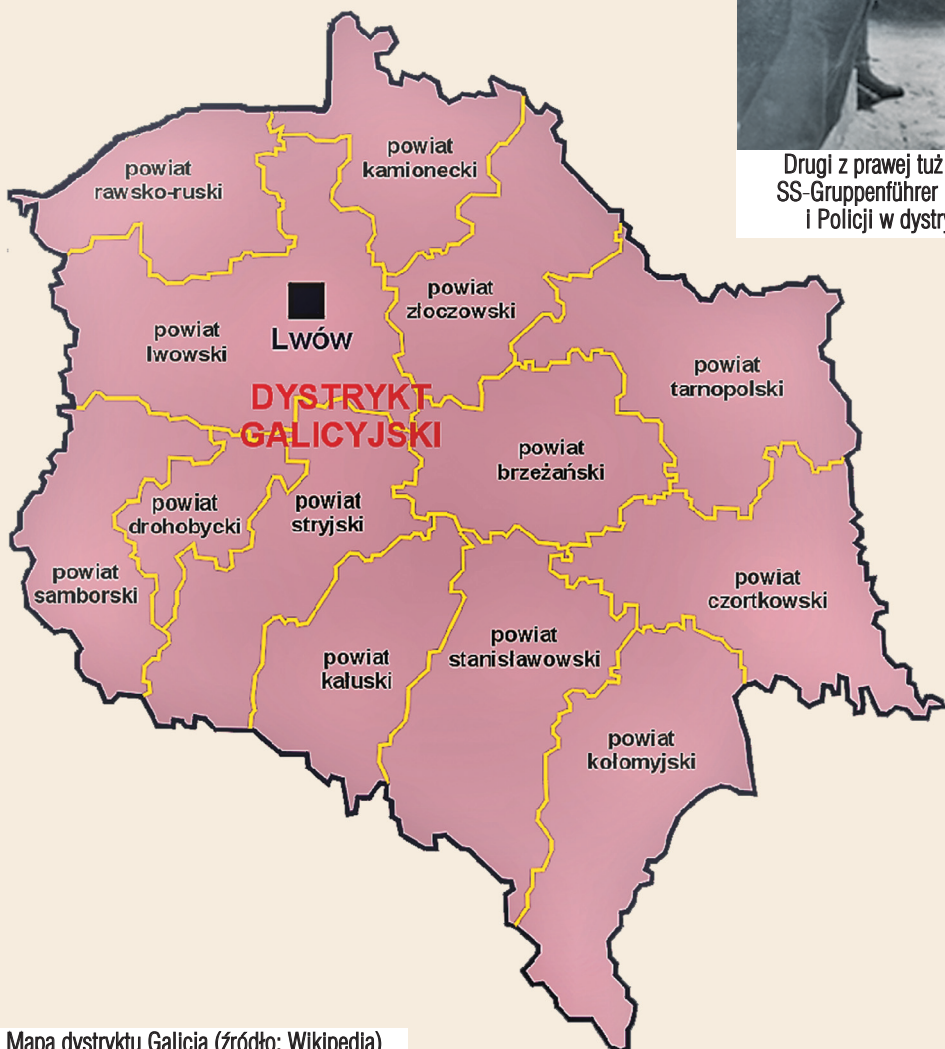 Drugi z prawej tuż
SS-Gruppenführer
i Policji w dystry
powiat
rawsko-ruski
powiat
kamionecki
powiat
złoczowski
powiat
lwowski
Lwów
powiat
tarnopolski
DYSTRYKT
GALICYJSKI
powiat
brzeżański
powiat
drohobycki
powiat
stryjski
powiat
samborski
powiat
czortkowski
powiat
stanisławowski
powiat
kałuski
powiat
kołomyjski
Mapa dystryktu Galicja (źródło: Wikipedia)